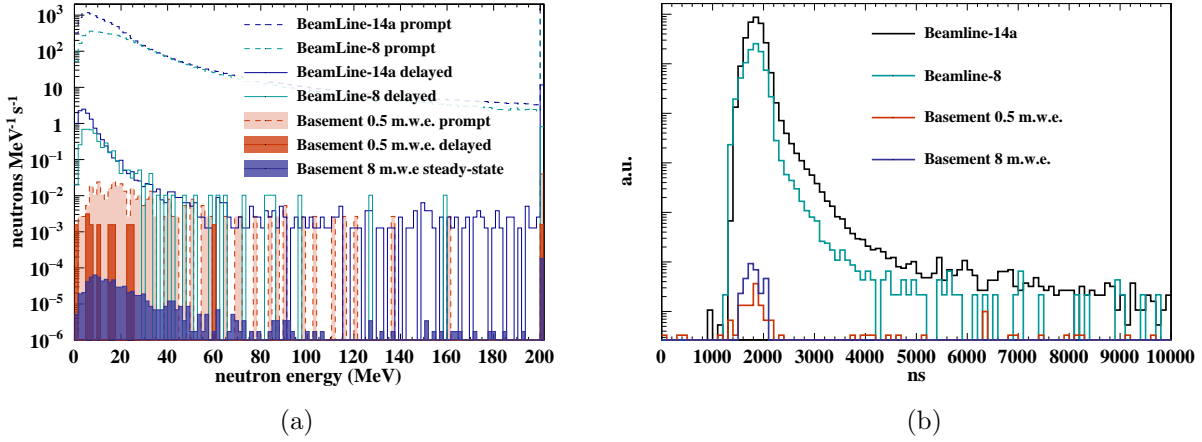 10³
10²
10
1
10⁻¹
10⁻²
10⁻³
10⁻⁴
10⁻⁵
10⁻⁶
neutrons MeV⁻¹ s⁻¹
BeamLine-14a prompt
BeamLine-8 prompt
BeamLine-14a delayed
BeamLine-8 delayed
Basement 0.5 m.w.e. prompt
Basement 0.5 m.w.e. delayed
Basement 8 m.w.e steady-state
0 20 40 60 80 100 120 140 160 180 200
neutron energy (MeV)
(a)
a.u.
Beamline-14a
Beamline-8
Basement 0.5 m.w.e.
Basement 8 m.w.e.
0 1000 2000 3000 4000 5000 6000 7000 8000 9000 10000
ns
(b)